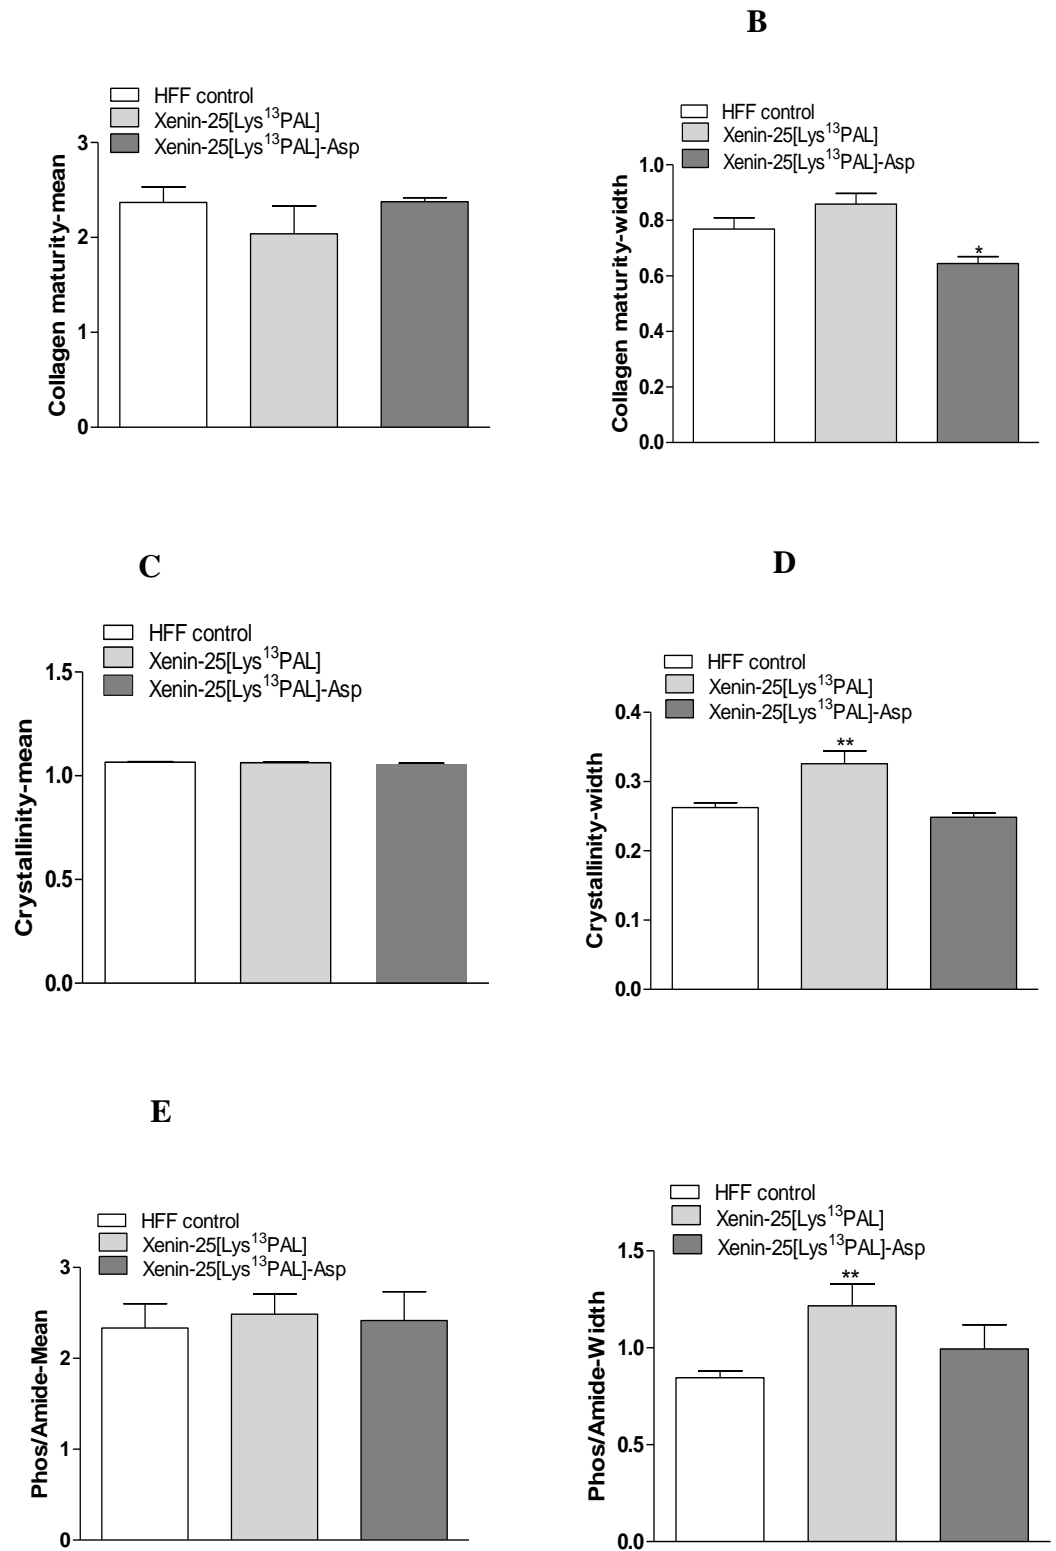 B
HFF control
Xenin-25[Lys¹³PAL]
Xenin-25[Lys¹³PAL]-Asp
3
2
1
0
Collagen maturity-mean
HFF control
Xenin-25[Lys¹³PAL]
Xenin-25[Lys¹³PAL]-Asp
1.0
0.8
0.6
0.4
0.2
0.0
*
Collagen maturity-width
C
HFF control
Xenin-25[Lys¹³PAL]
Xenin-25[Lys¹³PAL]-Asp
1.5
1.0
0.5
0.0
Crystallinity-mean
D
HFF control
Xenin-25[Lys¹³PAL]
Xenin-25[Lys¹³PAL]-Asp
0.4
0.3
0.2
0.1
0.0
**
Crystallinity-width
E
HFF control
Xenin-25[Lys¹³PAL]
Xenin-25[Lys¹³PAL]-Asp
3
2
1
0
Phos/Amide-Mean
HFF control
Xenin-25[Lys¹³PAL]
Xenin-25[Lys¹³PAL]-Asp
1.5
1.0
0.5
0.0
**
Phos/Amide-Width